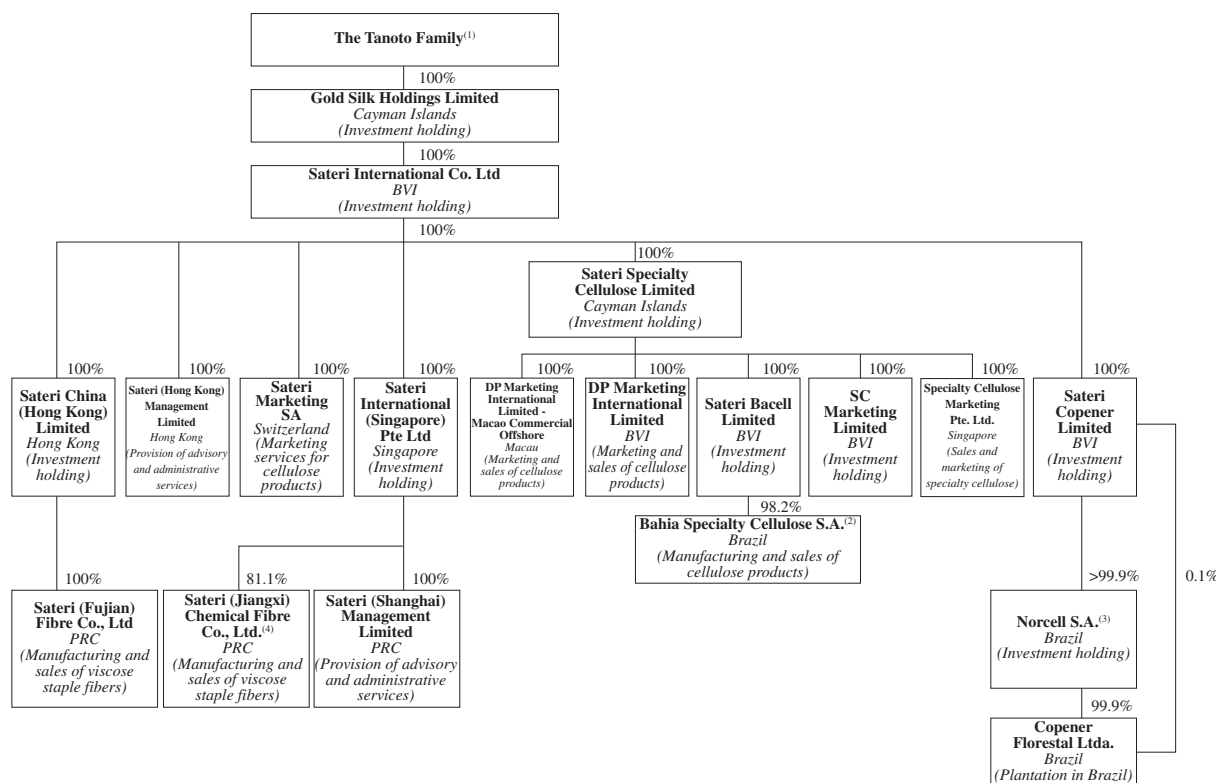 The Tanoto Family(1)
100%
Gold Silk Holdings Limited
Cayman Islands
(Investment holding)
100%
Sateri International Co. Ltd
BVI
(Investment holding)
100%
100%
Sateri Specialty
Cellulose Limited
Cayman Islands
(Investment holding)
100%
Sateri China
(Hong Kong)
Limited
Hong Kong
(Investment
holding)
100%
Sateri (Hong Kong)
Management
Limited
Hong Kong
(Provision of advisory
and administrative
services)
100%
Sateri
Marketing
SA
Switzerland
(Marketing
services for
cellulose
products)
100%
Sateri
International
(Singapore)
Pte Ltd
Singapore
(Investment
holding)
100%
DP Marketing
International
Limited -
Macao Commercial
Offshore
Macau
(Marketing and
sales of cellulose
products)
100%
DP Marketing
International
Limited
BVI
(Marketing and
sales of cellulose
products)
100%
Sateri Bacell
Limited
BVI
(Investment
holding)
100%
SC
Marketing
Limited
BVI
(Investment
holding)
100%
Specialty Cellulose
Marketing
Pte. Ltd.
Singapore
(Sales and
marketing of
specialty cellulose)
100%
Sateri
Copener
Limited
BVI
(Investment
holding)
98.2%
Bahia Specialty Cellulose S.A.(2)
Brazil
(Manufacturing and sales of
cellulose products)
100%
Sateri (Fujian)
Fibre Co., Ltd
PRC
(Manufacturing and
sales of viscose
staple fibers)
81.1%
Sateri (Jiangxi)
Chemical Fibre
Co., Ltd.(4)
PRC
(Manufacturing and
sales of viscose
staple fibers)
100%
Sateri (Shanghai)
Management
Limited
PRC
(Provision of advisory
and administrative
services)
>99.9%
0.1%
Norcell S.A.(3)
Brazil
(Investment holding)
99.9%
Copener
Florestal Ltda.
Brazil
(Plantation in Brazil)